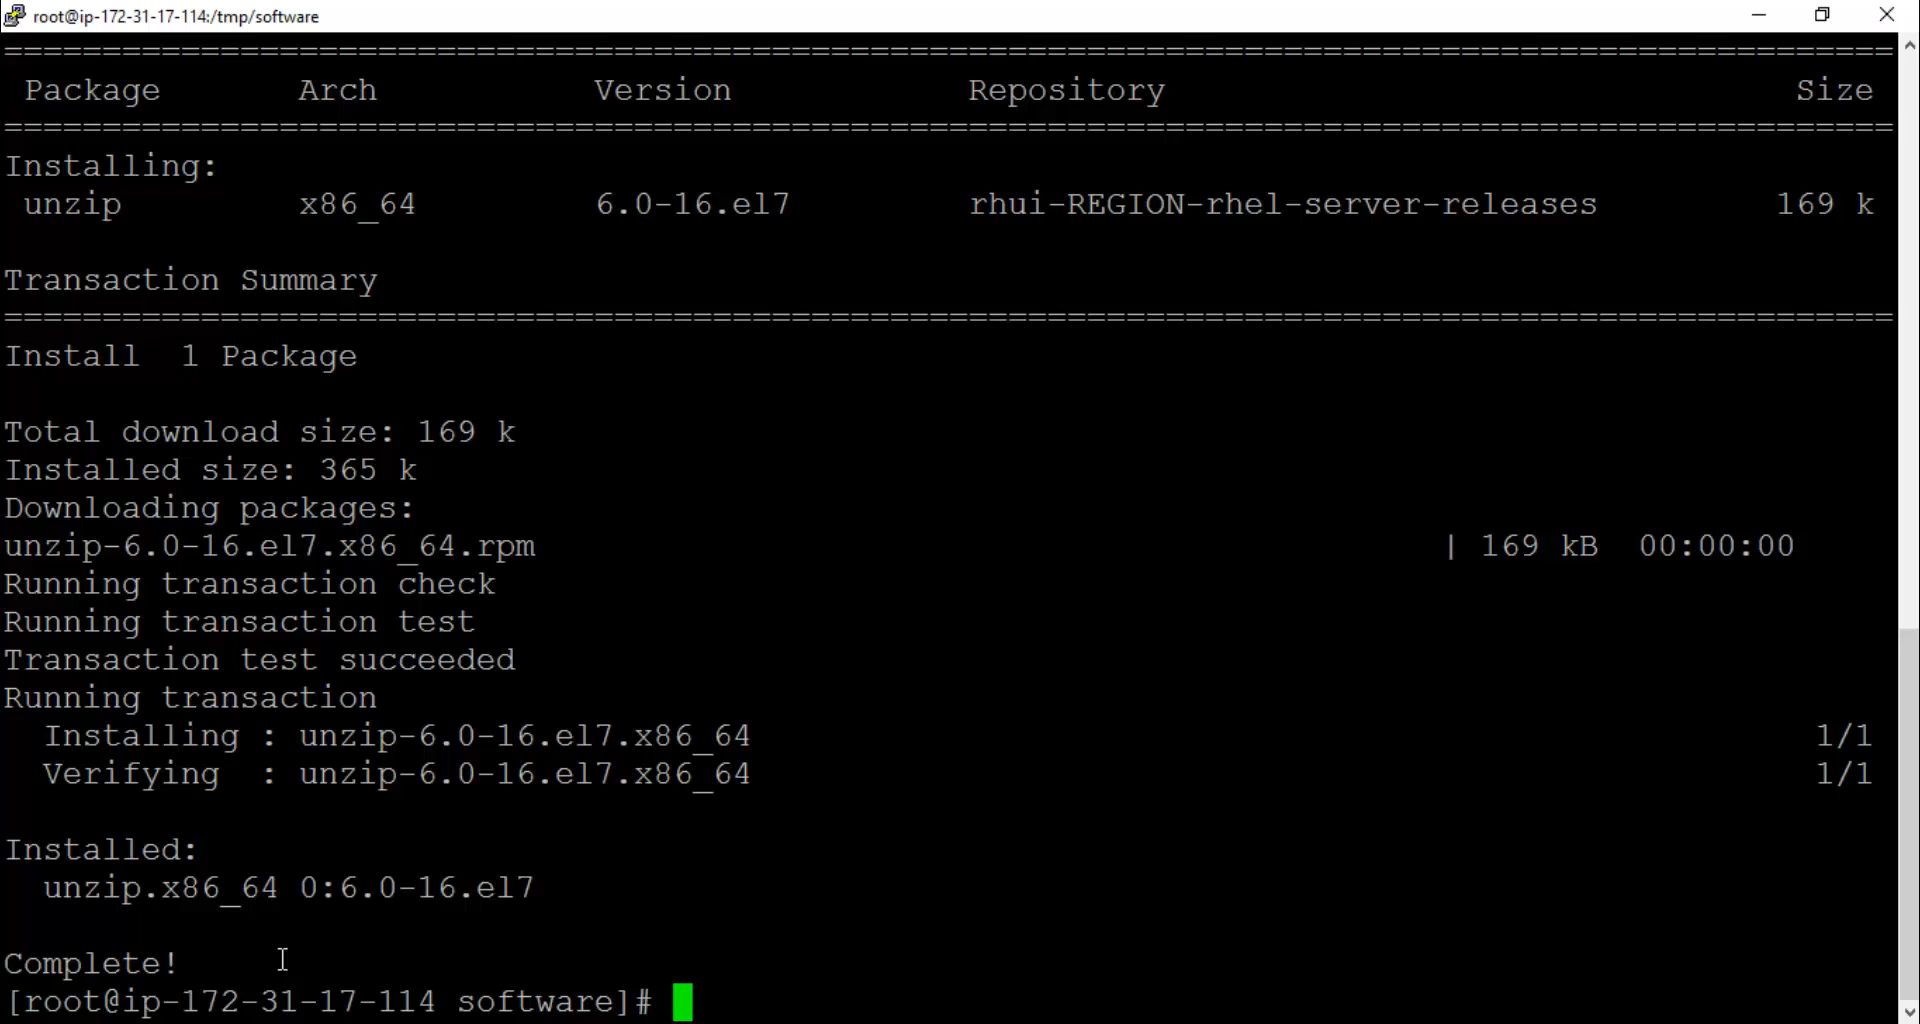 root@ip-172-31-17-114:/tmp/software
================================================================================================
Package Arch Version Repository Size
================================================================================================
Installing:
unzip x86_64 6.0-16.el7 rhui-REGION-rhel-server-releases 169 k
Transaction Summary
================================================================================================
Install 1 Package
Total download size: 169 k
Installed size: 365 k
Downloading packages:
unzip-6.0-16.el7.x86_64.rpm | 169 kB 00:00:00
Running transaction check
Running transaction test
Transaction test succeeded
Running transaction
Installing : unzip-6.0-16.el7.x86_64 1/1
Verifying : unzip-6.0-16.el7.x86_64 1/1
Installed:
unzip.x86_64 0:6.0-16.el7
Complete!
[root@ip-172-31-17-114 software]#